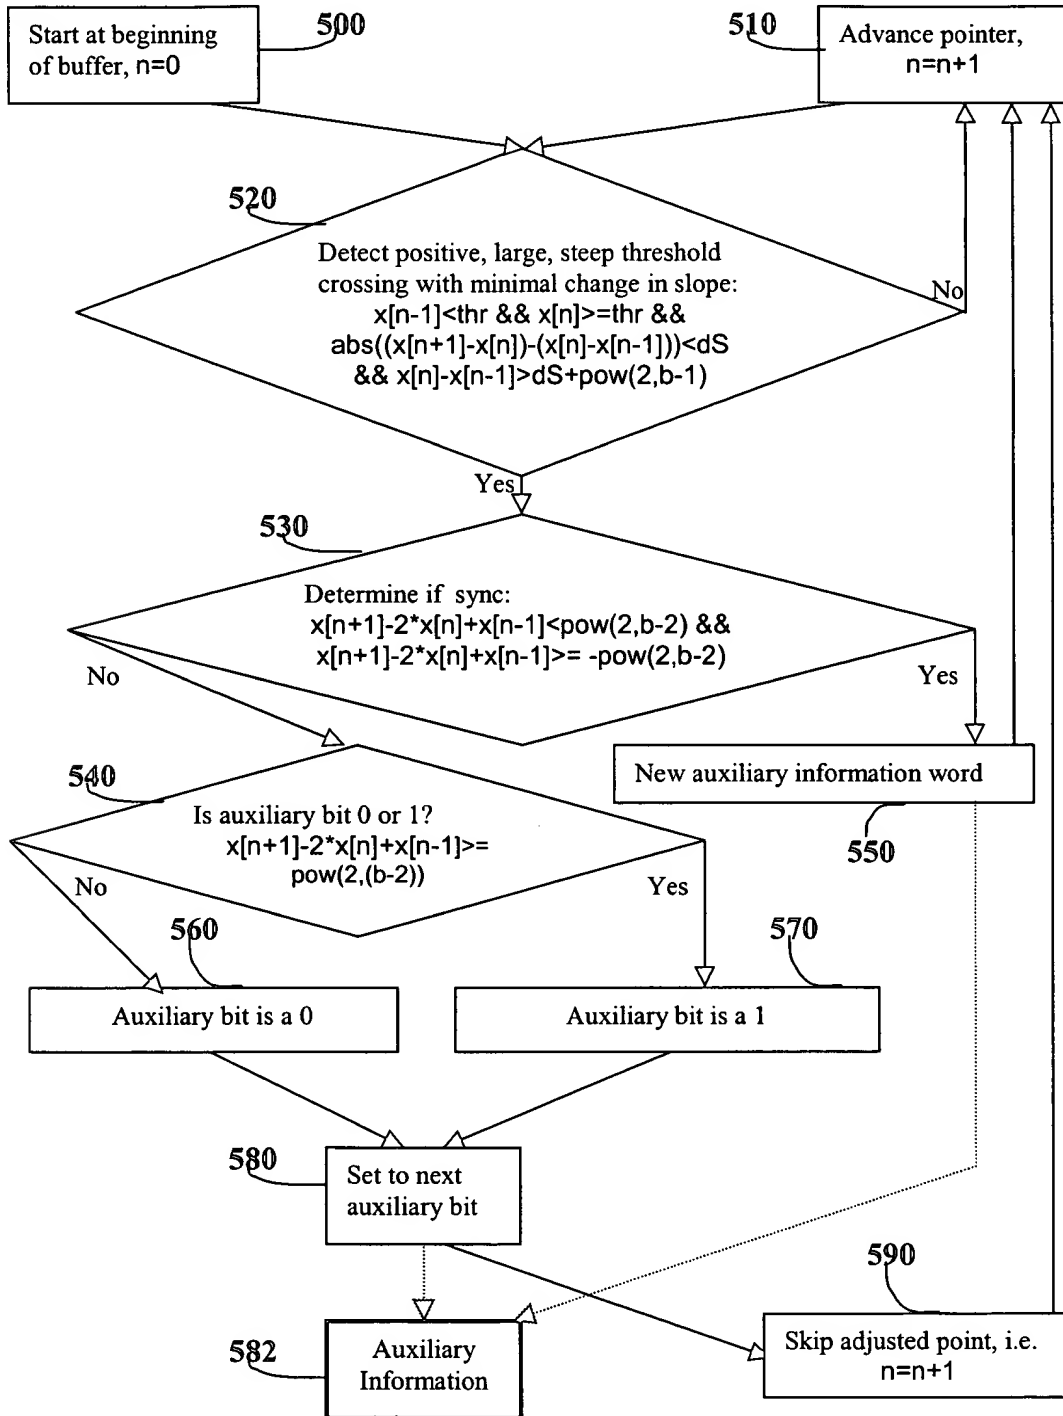 Start at beginning
of buffer, n=0
500
510
Advance pointer,
n=n+1
520
Detect positive, large, steep threshold
crossing with minimal change in slope:
x[n-1]<thr && x[n]>=thr &&
abs((x[n+1]-x[n])-(x[n]-x[n-1]))<dS
&& x[n]-x[n-1]>dS+pow(2,b-1)
No
Yes
530
Determine if sync:
x[n+1]-2*x[n]+x[n-1]<pow(2,b-2) &&
x[n+1]-2*x[n]+x[n-1]>= -pow(2,b-2)
No
Yes
540
Is auxiliary bit 0 or 1?
x[n+1]-2*x[n]+x[n-1]>=
pow(2,(b-2))
New auxiliary information word
550
No
Yes
560
570
Auxiliary bit is a 0
Auxiliary bit is a 1
580
Set to next
auxiliary bit
590
582
Auxiliary
Information
Skip adjusted point, i.e.
n=n+1